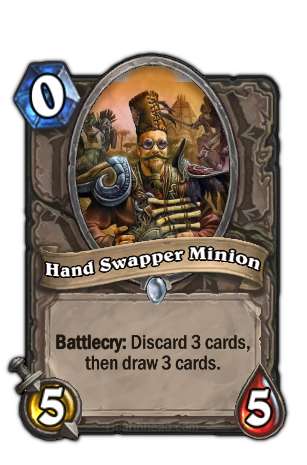 0
Hand Swapper Minion
Battlecry: Discard 3 cards,
then draw 3 cards.
5
5